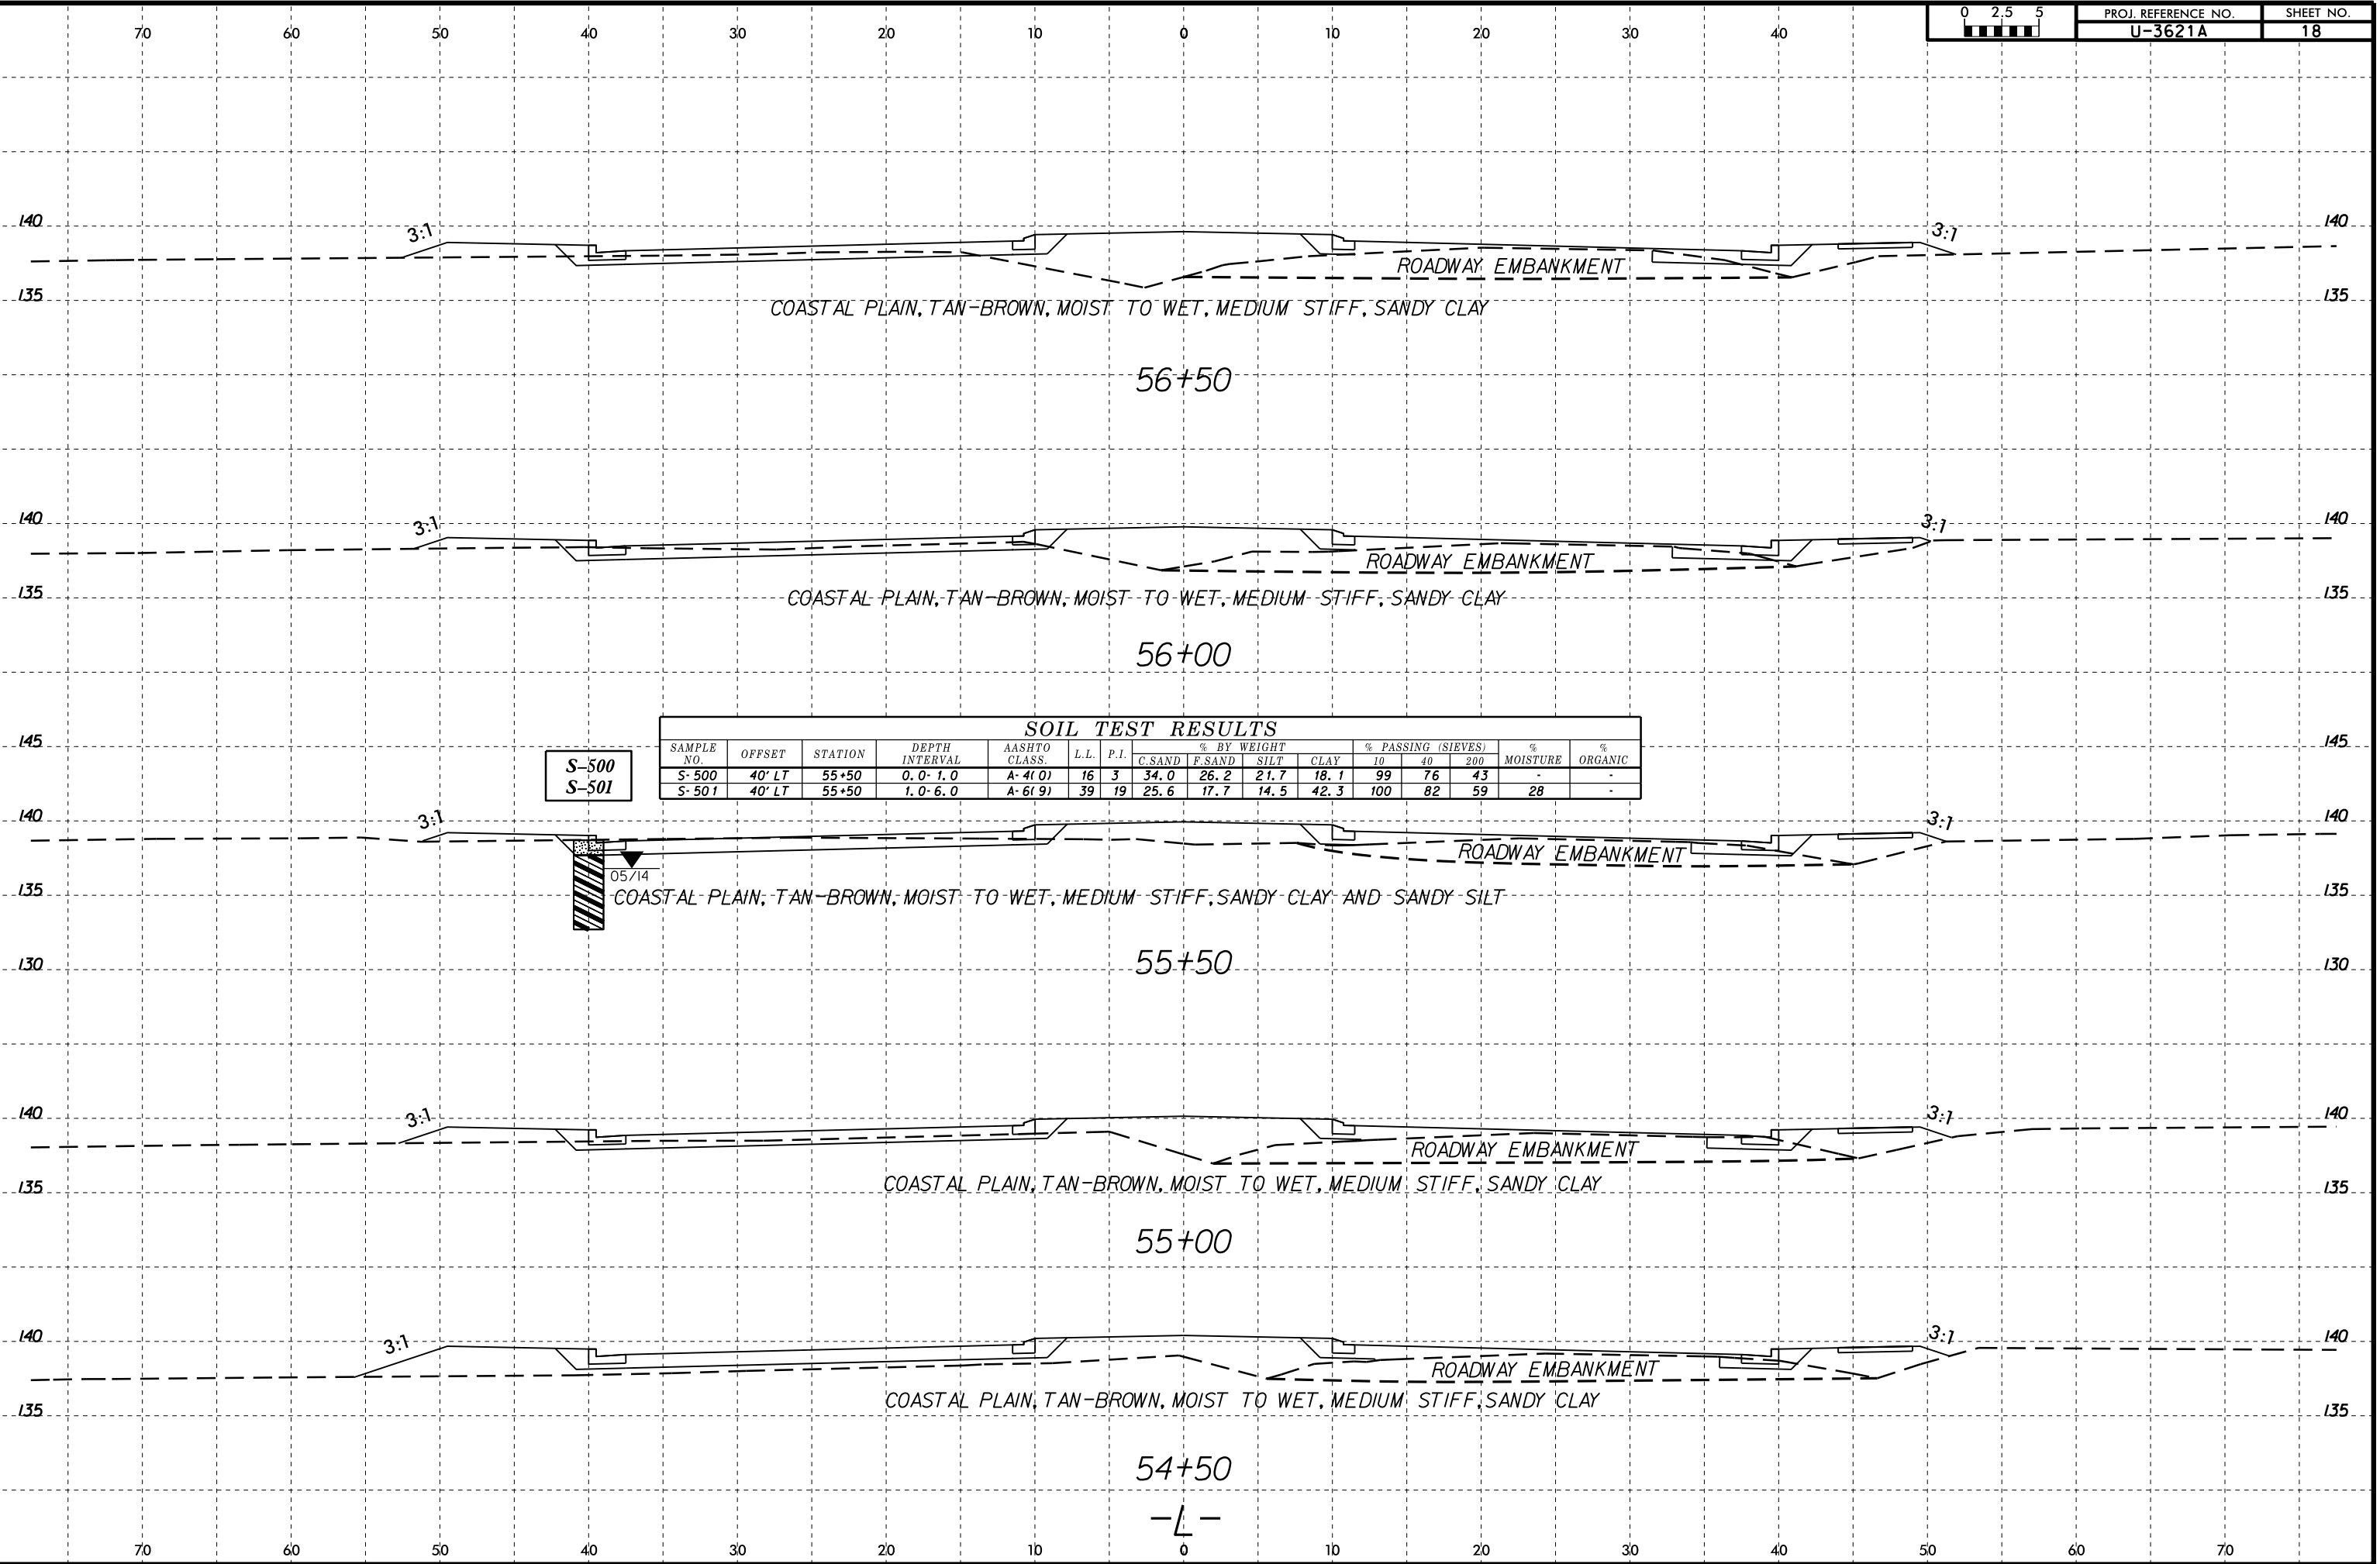 0 2.5 5 PROJ. REFERENCE NO. SHEET NO.
U-3621A 18
70 60 50 40 30 20 10 0 10 20 30 40
140 3:1 3:1 140
ROADWAY EMBANKMENT
135 135
COASTAL PLAIN, TAN-BROWN, MOIST TO WET, MEDIUM STIFF, SANDY CLAY
56+50
140 3:1 3:1 140
ROADWAY EMBANKMENT
135 COASTAL PLAIN, TAN-BROWN, MOIST TO WET, MEDIUM STIFF, SANDY CLAY 135
56+00
145 145
S-500
S-501
SOIL TEST RESULTS
SAMPLE NO. OFFSET STATION DEPTH INTERVAL AASHTO CLASS. L.L. P.I. % BY WEIGHT % PASSING (SIEVES) % MOISTURE % ORGANIC
C.SAND F.SAND SILT CLAY 10 40 200
S-500 40' LT 55+50 0.0-1.0 A-4(0) 16 3 34.0 26.2 21.7 18.1 99 76 43 - -
S-501 40' LT 55+50 1.0-6.0 A-6(9) 39 19 25.6 17.7 14.5 42.3 100 82 59 28 -
140 3:1 3:1 140
ROADWAY EMBANKMENT
05/14
135 COASTAL PLAIN, TAN-BROWN, MOIST TO WET, MEDIUM STIFF, SANDY CLAY AND SANDY SILT 135
55+50
130 130
140 3:1 3:1 140
ROADWAY EMBANKMENT
135 COASTAL PLAIN, TAN-BROWN, MOIST TO WET, MEDIUM STIFF, SANDY CLAY 135
55+00
140 3:1 3:1 140
ROADWAY EMBANKMENT
COASTAL PLAIN, TAN-BROWN, MOIST TO WET, MEDIUM STIFF, SANDY CLAY
135 135
54+50
-L-
70 60 50 40 30 20 10 0 10 20 30 40 50 60 70